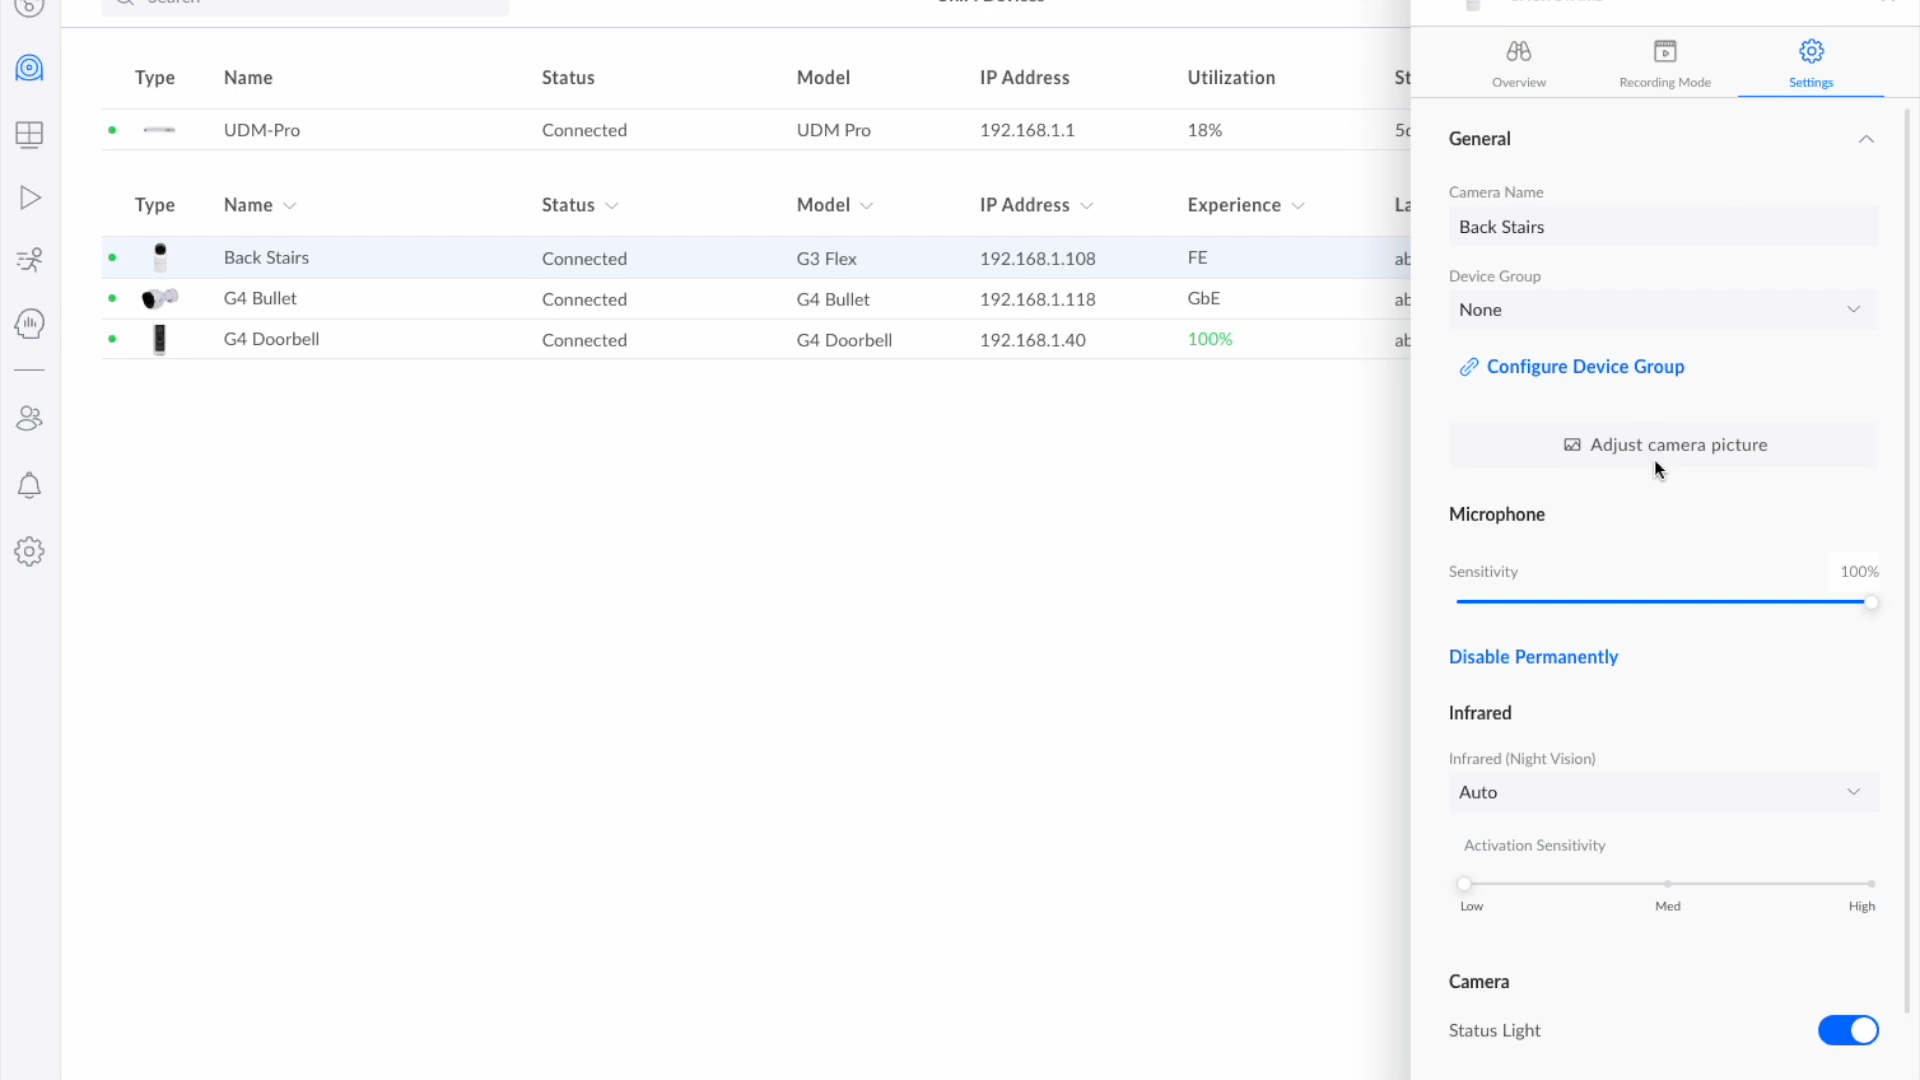 Search
UniFi Devices
Type Name Status Model IP Address Utilization
UDM-Pro Connected UDM Pro 192.168.1.1 18%
Type Name Status Model IP Address Experience
Back Stairs Connected G3 Flex 192.168.1.108 FE
G4 Bullet Connected G4 Bullet 192.168.1.118 GbE
G4 Doorbell Connected G4 Doorbell 192.168.1.40 100%
Overview Recording Mode Settings
General
Camera Name
Back Stairs
Device Group
None
Configure Device Group
Adjust camera picture
Microphone
Sensitivity 100%
Disable Permanently
Infrared
Infrared (Night Vision)
Auto
Activation Sensitivity
Low Med High
Camera
Status Light